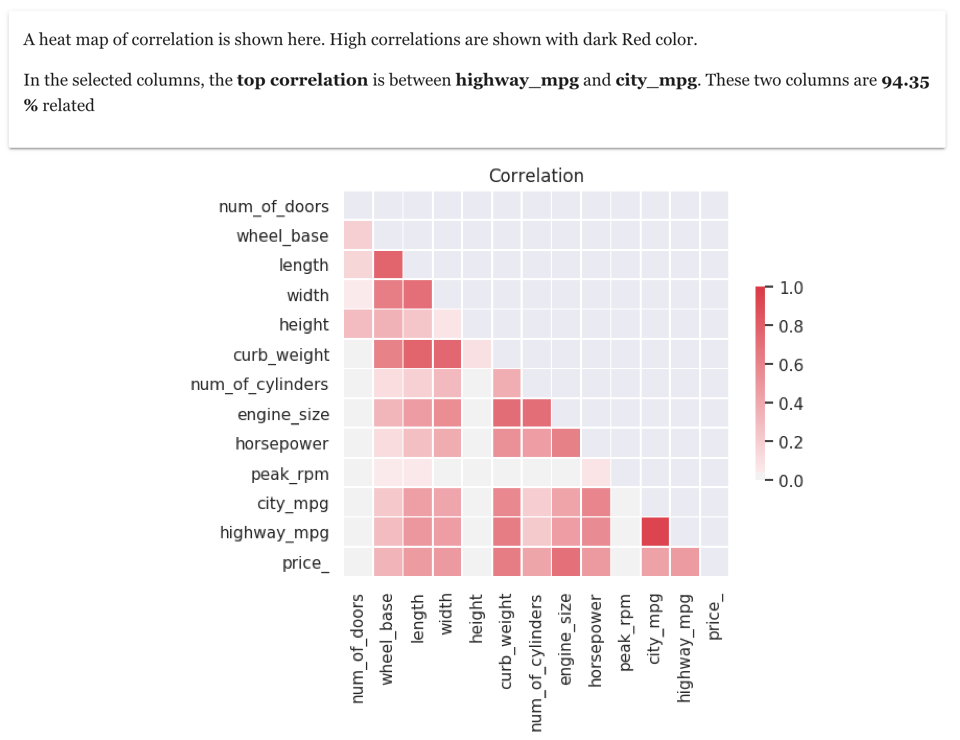 A heat map of correlation is shown here. High correlations are shown with dark Red color.
In the selected columns, the top correlation is between highway_mpg and city_mpg. These two columns are 94.35
% related
Correlation
num_of_doors
wheel_base
length
width
height
curb_weight
num_of_cylinders
engine_size
horsepower
peak_rpm
city_mpg
highway_mpg
price_
1.0
0.8
0.6
0.4
0.2
0.0
num_of_doors
wheel_base
length
width
height
curb_weight
num_of_cylinders
engine_size
horsepower
peak_rpm
city_mpg
highway_mpg
price_